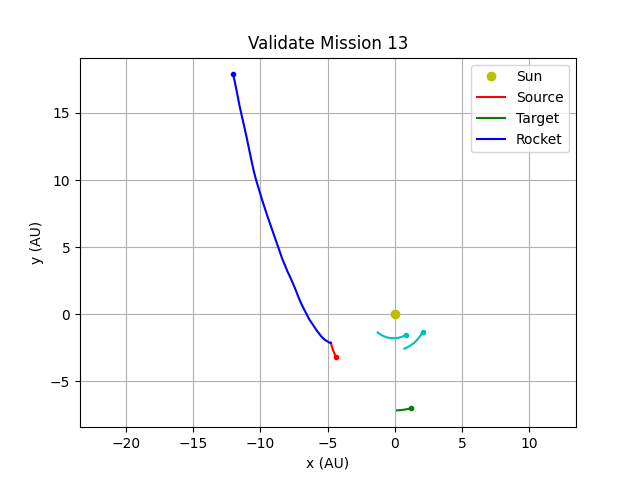 Validate Mission 13
Sun
Source
Target
Rocket
15
10
5
0
−5
y (AU)
−20
−15
−10
−5
0
5
10
x (AU)